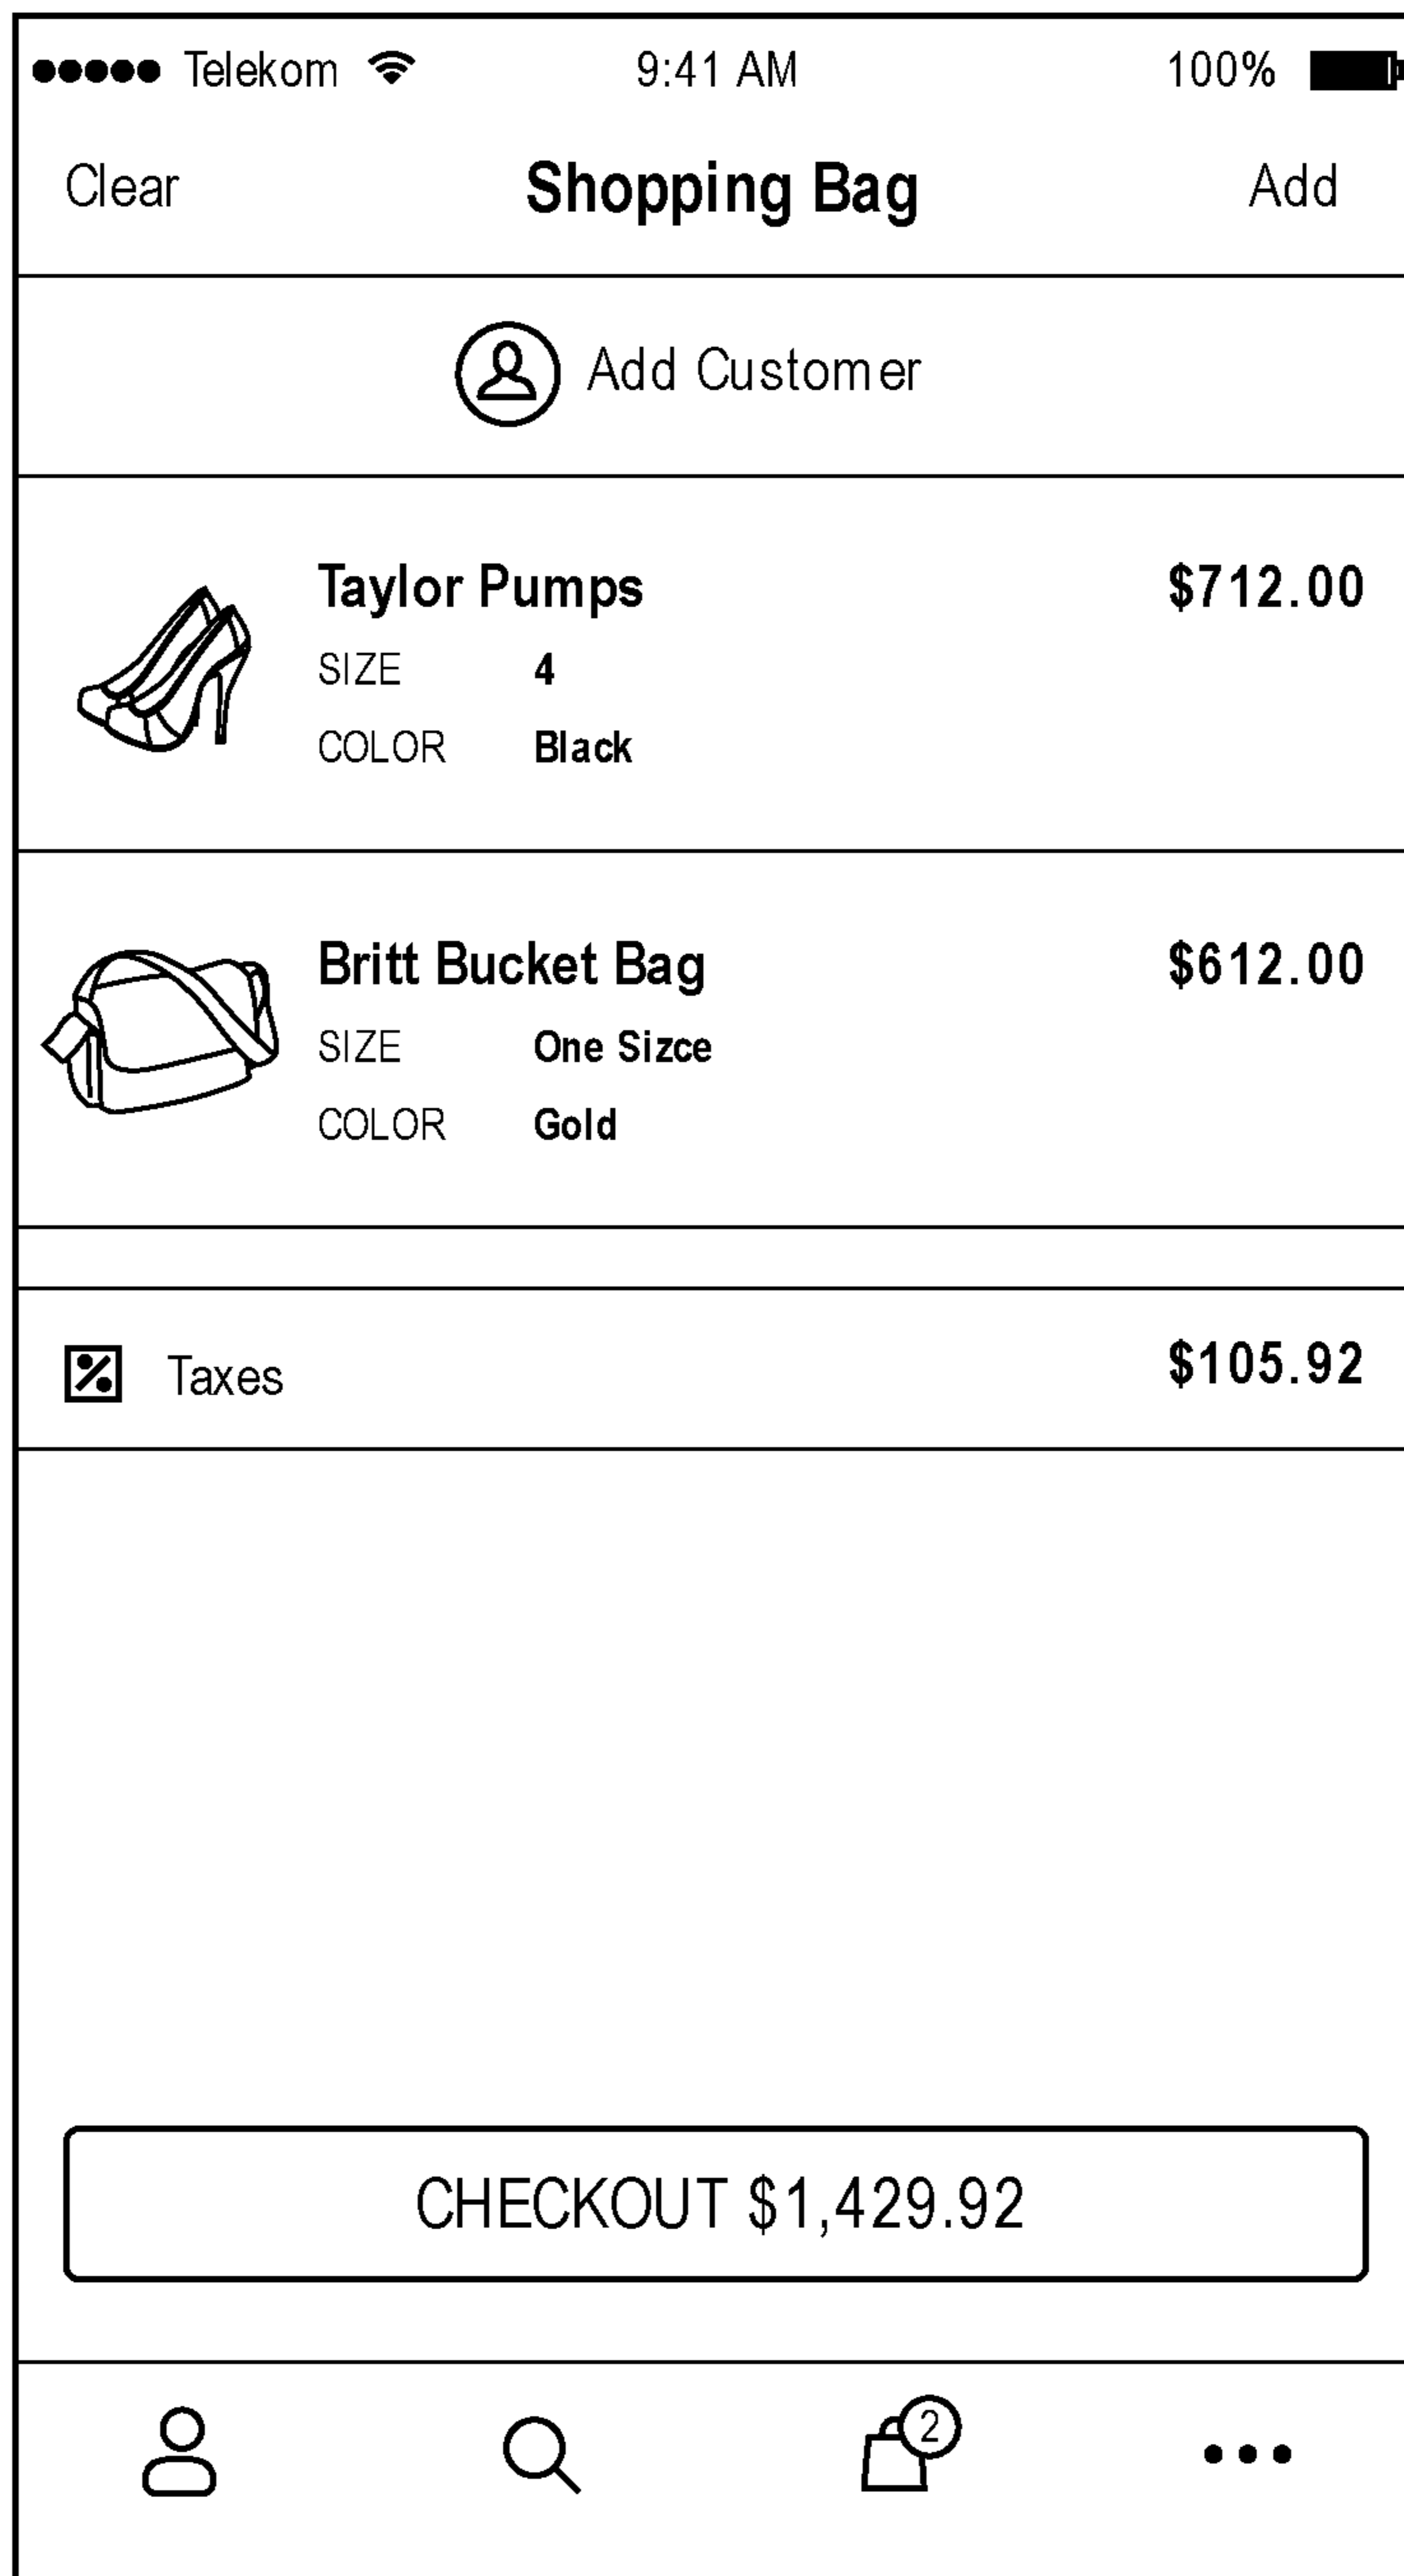 Telekom 9:41 AM 100%
Clear Shopping Bag Add
Add Customer
Taylor Pumps $712.00
SIZE 4
COLOR Black
Britt Bucket Bag $612.00
SIZE One Sizce
COLOR Gold
% Taxes $105.92
CHECKOUT $1,429.92
2